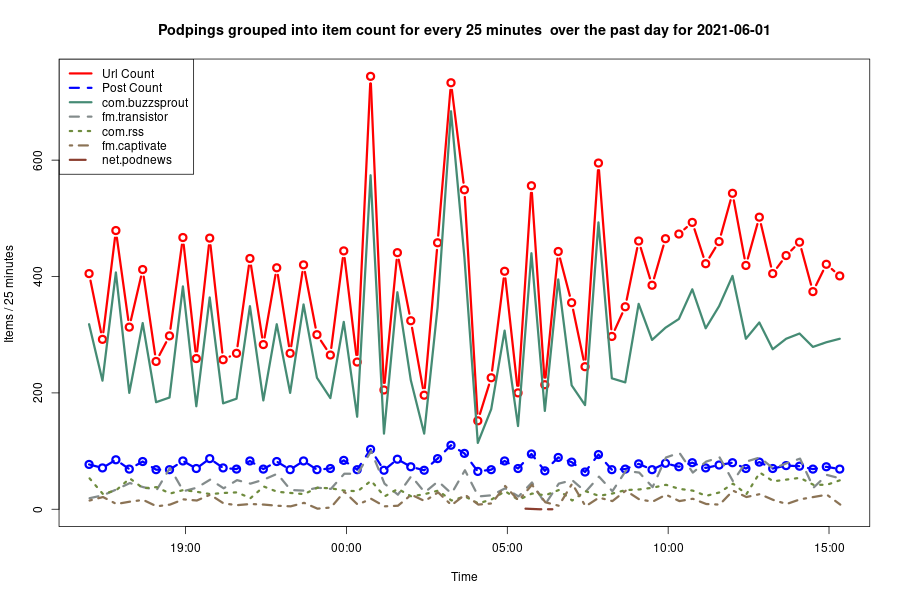 Podpings grouped into item count for every 25 minutes  over the past day for 2021-06-01
Url Count
Post Count
com.buzzsprout
fm.transistor
com.rss
fm.captivate
net.podnews
Items / 25 minutes
600
400
200
0
19:00
00:00
05:00
10:00
15:00
Time